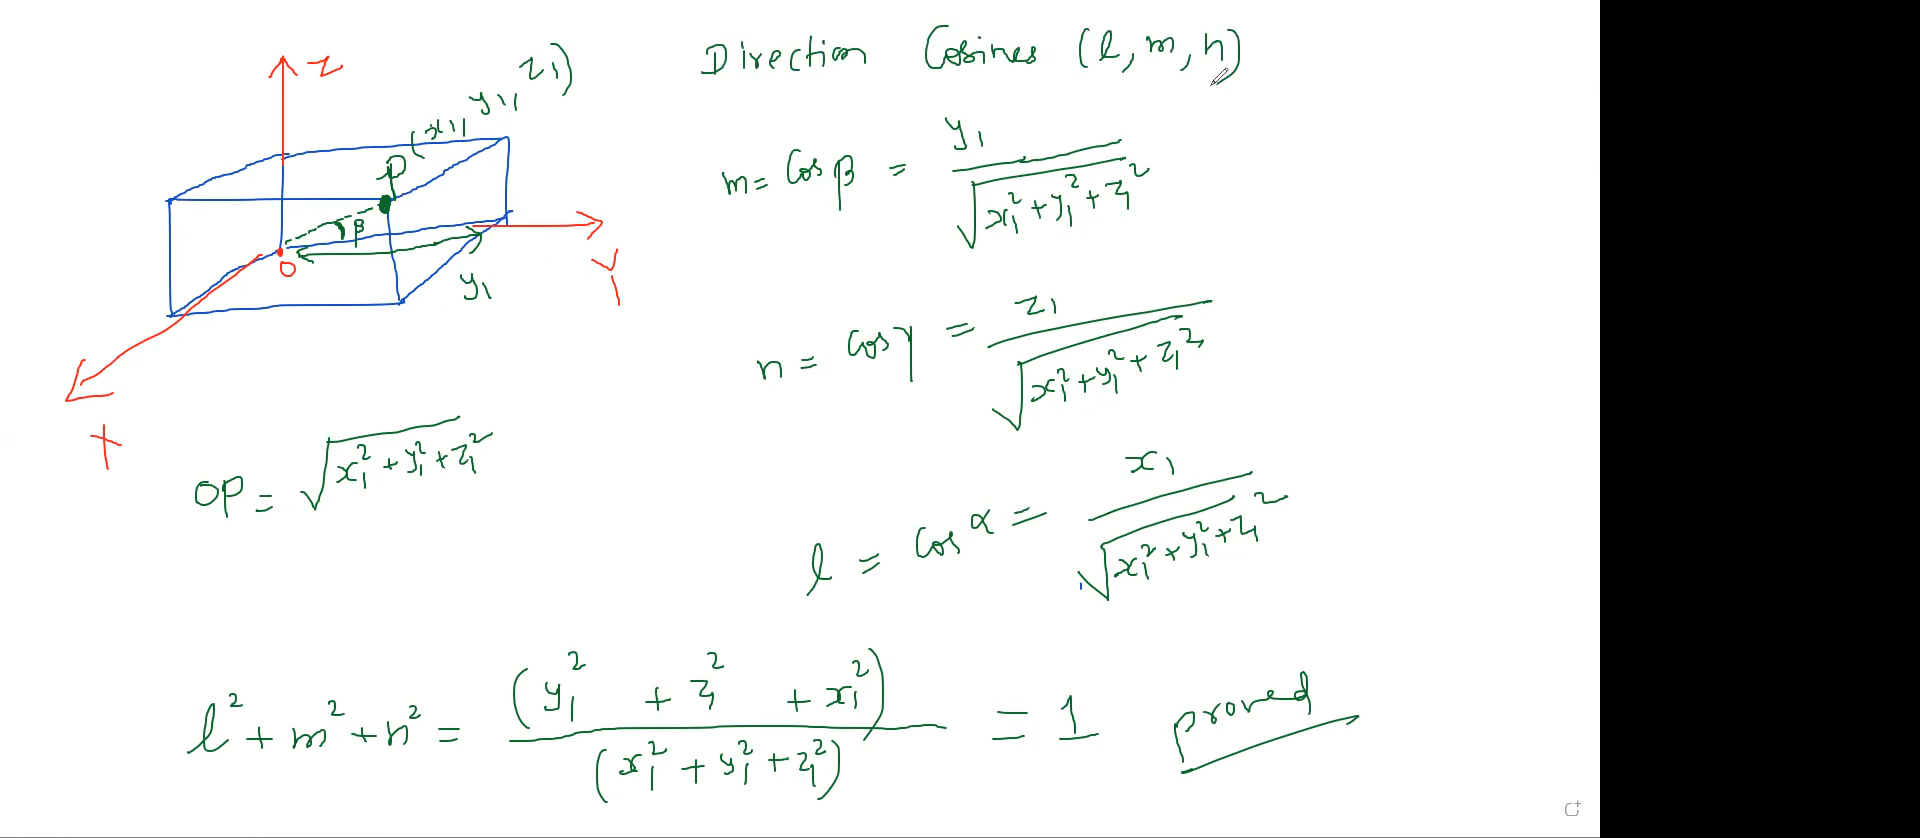 Direction Cosines (l, m, n)
Z
P (x₁, y₁, z₁)
β
O
Y
y₁
X
m = Cos β = y₁ / √(x₁² + y₁² + z₁²)
n = Cos γ = z₁ / √(x₁² + y₁² + z₁²)
OP = √(x₁² + y₁² + z₁²)
l = Cos α = x₁ / √(x₁² + y₁² + z₁²)
l² + m² + n² = (y₁² + z₁² + x₁²) / (x₁² + y₁² + z₁²) = 1 proved